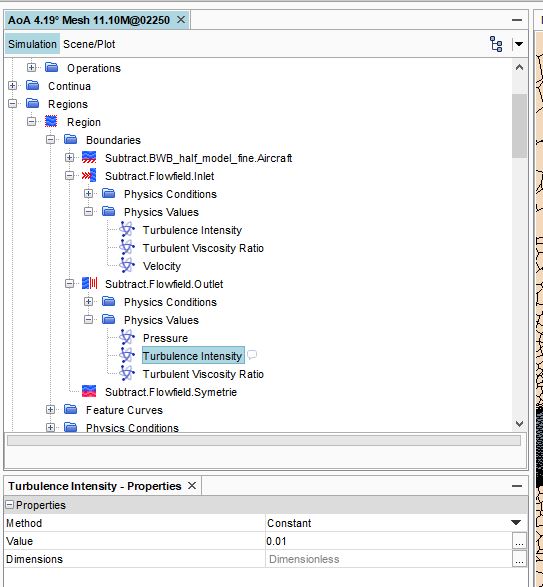 AoA 4.19° Mesh 11.10M@02250
Simulation Scene/Plot
Operations
Continua
Regions
Region
Boundaries
Subtract.BWB_half_model_fine.Aircraft
Subtract.Flowfield.Inlet
Physics Conditions
Physics Values
Turbulence Intensity
Turbulent Viscosity Ratio
Velocity
Subtract.Flowfield.Outlet
Physics Conditions
Physics Values
Pressure
Turbulence Intensity
Turbulent Viscosity Ratio
Subtract.Flowfield.Symetrie
Feature Curves
Physics Conditions
Turbulence Intensity - Properties
Properties
Method Constant
Value 0.01 ...
Dimensions Dimensionless ...